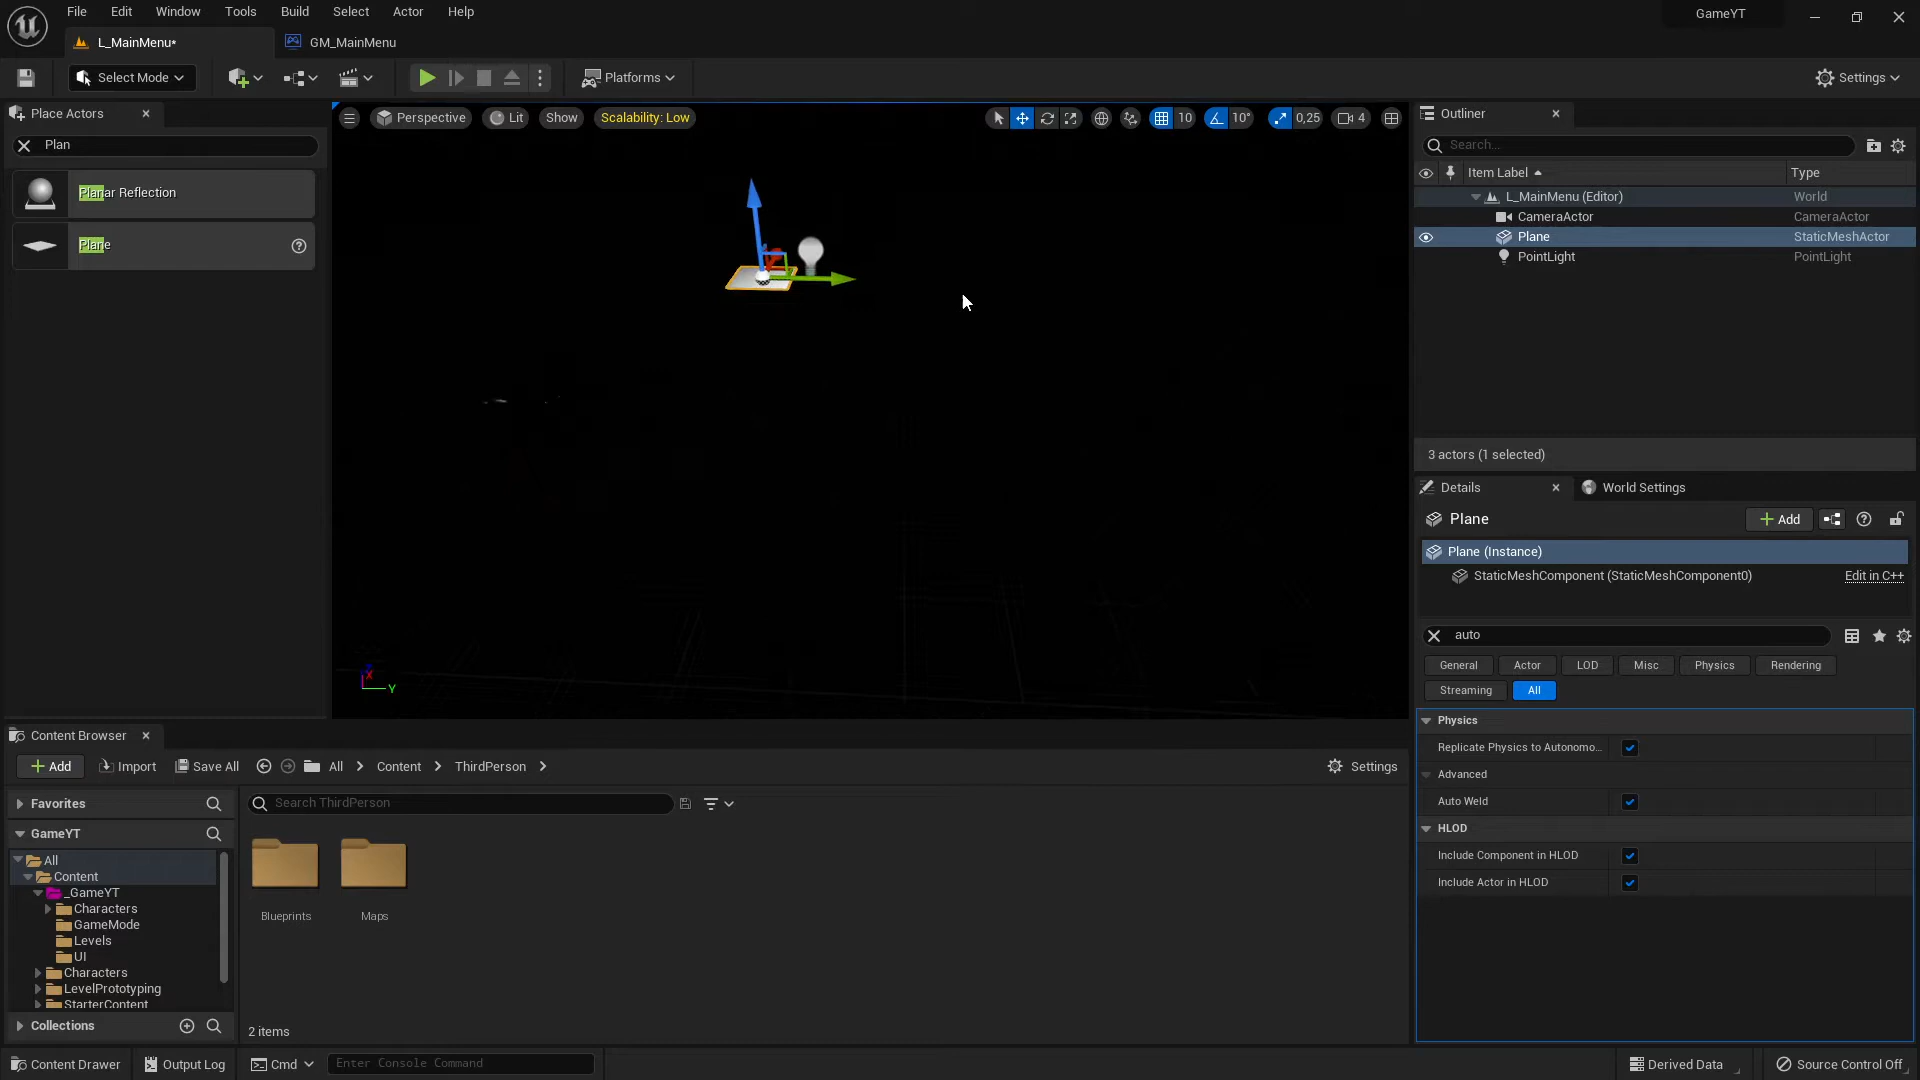 File Edit Window Tools Build Select Actor Help
GameYT
L_MainMenu*
GM_MainMenu
Select Mode
Platforms
Settings
Place Actors
Plan
Planar Reflection
Plane
Perspective
Lit
Show
Scalability: Low
10
10°
0,25
4
X
Y
Outliner
Search...
Item Label
Type
L_MainMenu (Editor)
World
CameraActor
CameraActor
Plane
StaticMeshActor
PointLight
PointLight
3 actors (1 selected)
Details
World Settings
Plane
Add
Plane (Instance)
StaticMeshComponent (StaticMeshComponent0)
Edit in C++
auto
General
Actor
LOD
Misc
Physics
Rendering
Streaming
All
Physics
Replicate Physics to Autonomo...
Advanced
Auto Weld
HLOD
Include Component in HLOD
Include Actor in HLOD
Content Browser
Add
Import
Save All
All
Content
ThirdPerson
Settings
Favorites
GameYT
All
Content
_GameYT
Characters
GameMode
Levels
UI
Characters
LevelPrototyping
StarterContent
Collections
Search ThirdPerson
Blueprints
Maps
2 items
Content Drawer
Output Log
Cmd
Enter Console Command
Derived Data
Source Control Off